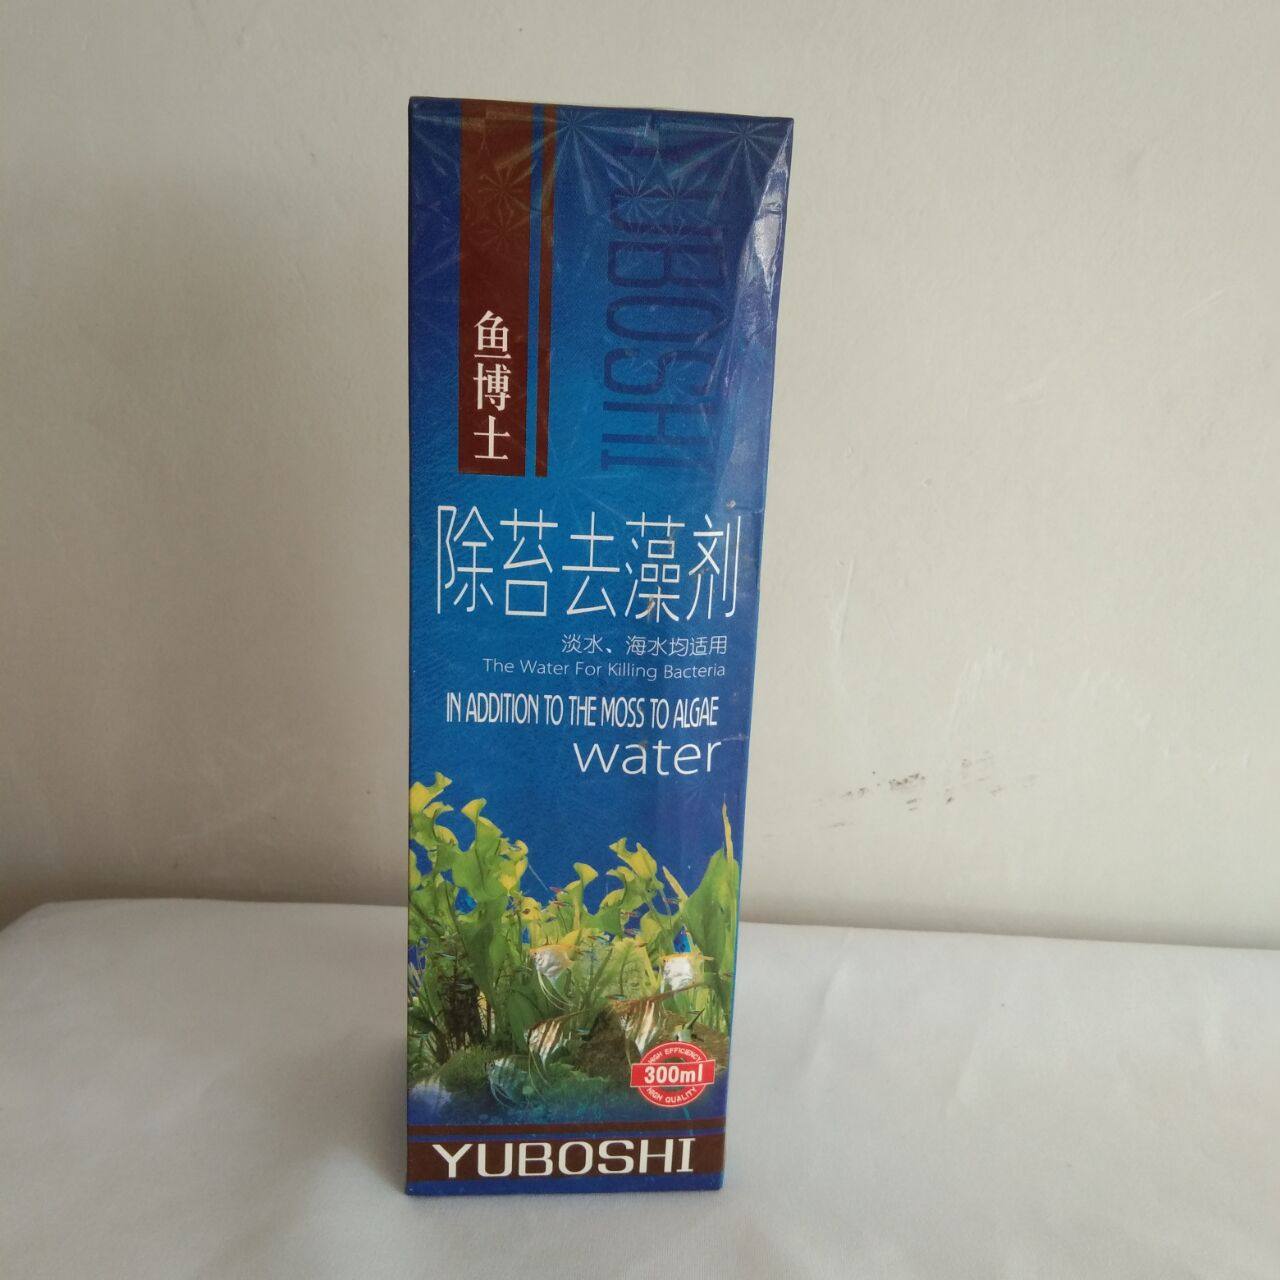 YUBOSHI
鱼博士
除苔去藻剂
淡水、海水均适用
The Water For Killing Bacteria
IN ADDITION TO THE MOSS TO ALGAE
water
HIGH EFFICIENCY
300ml
HIGH QUALITY
YUBOSHI